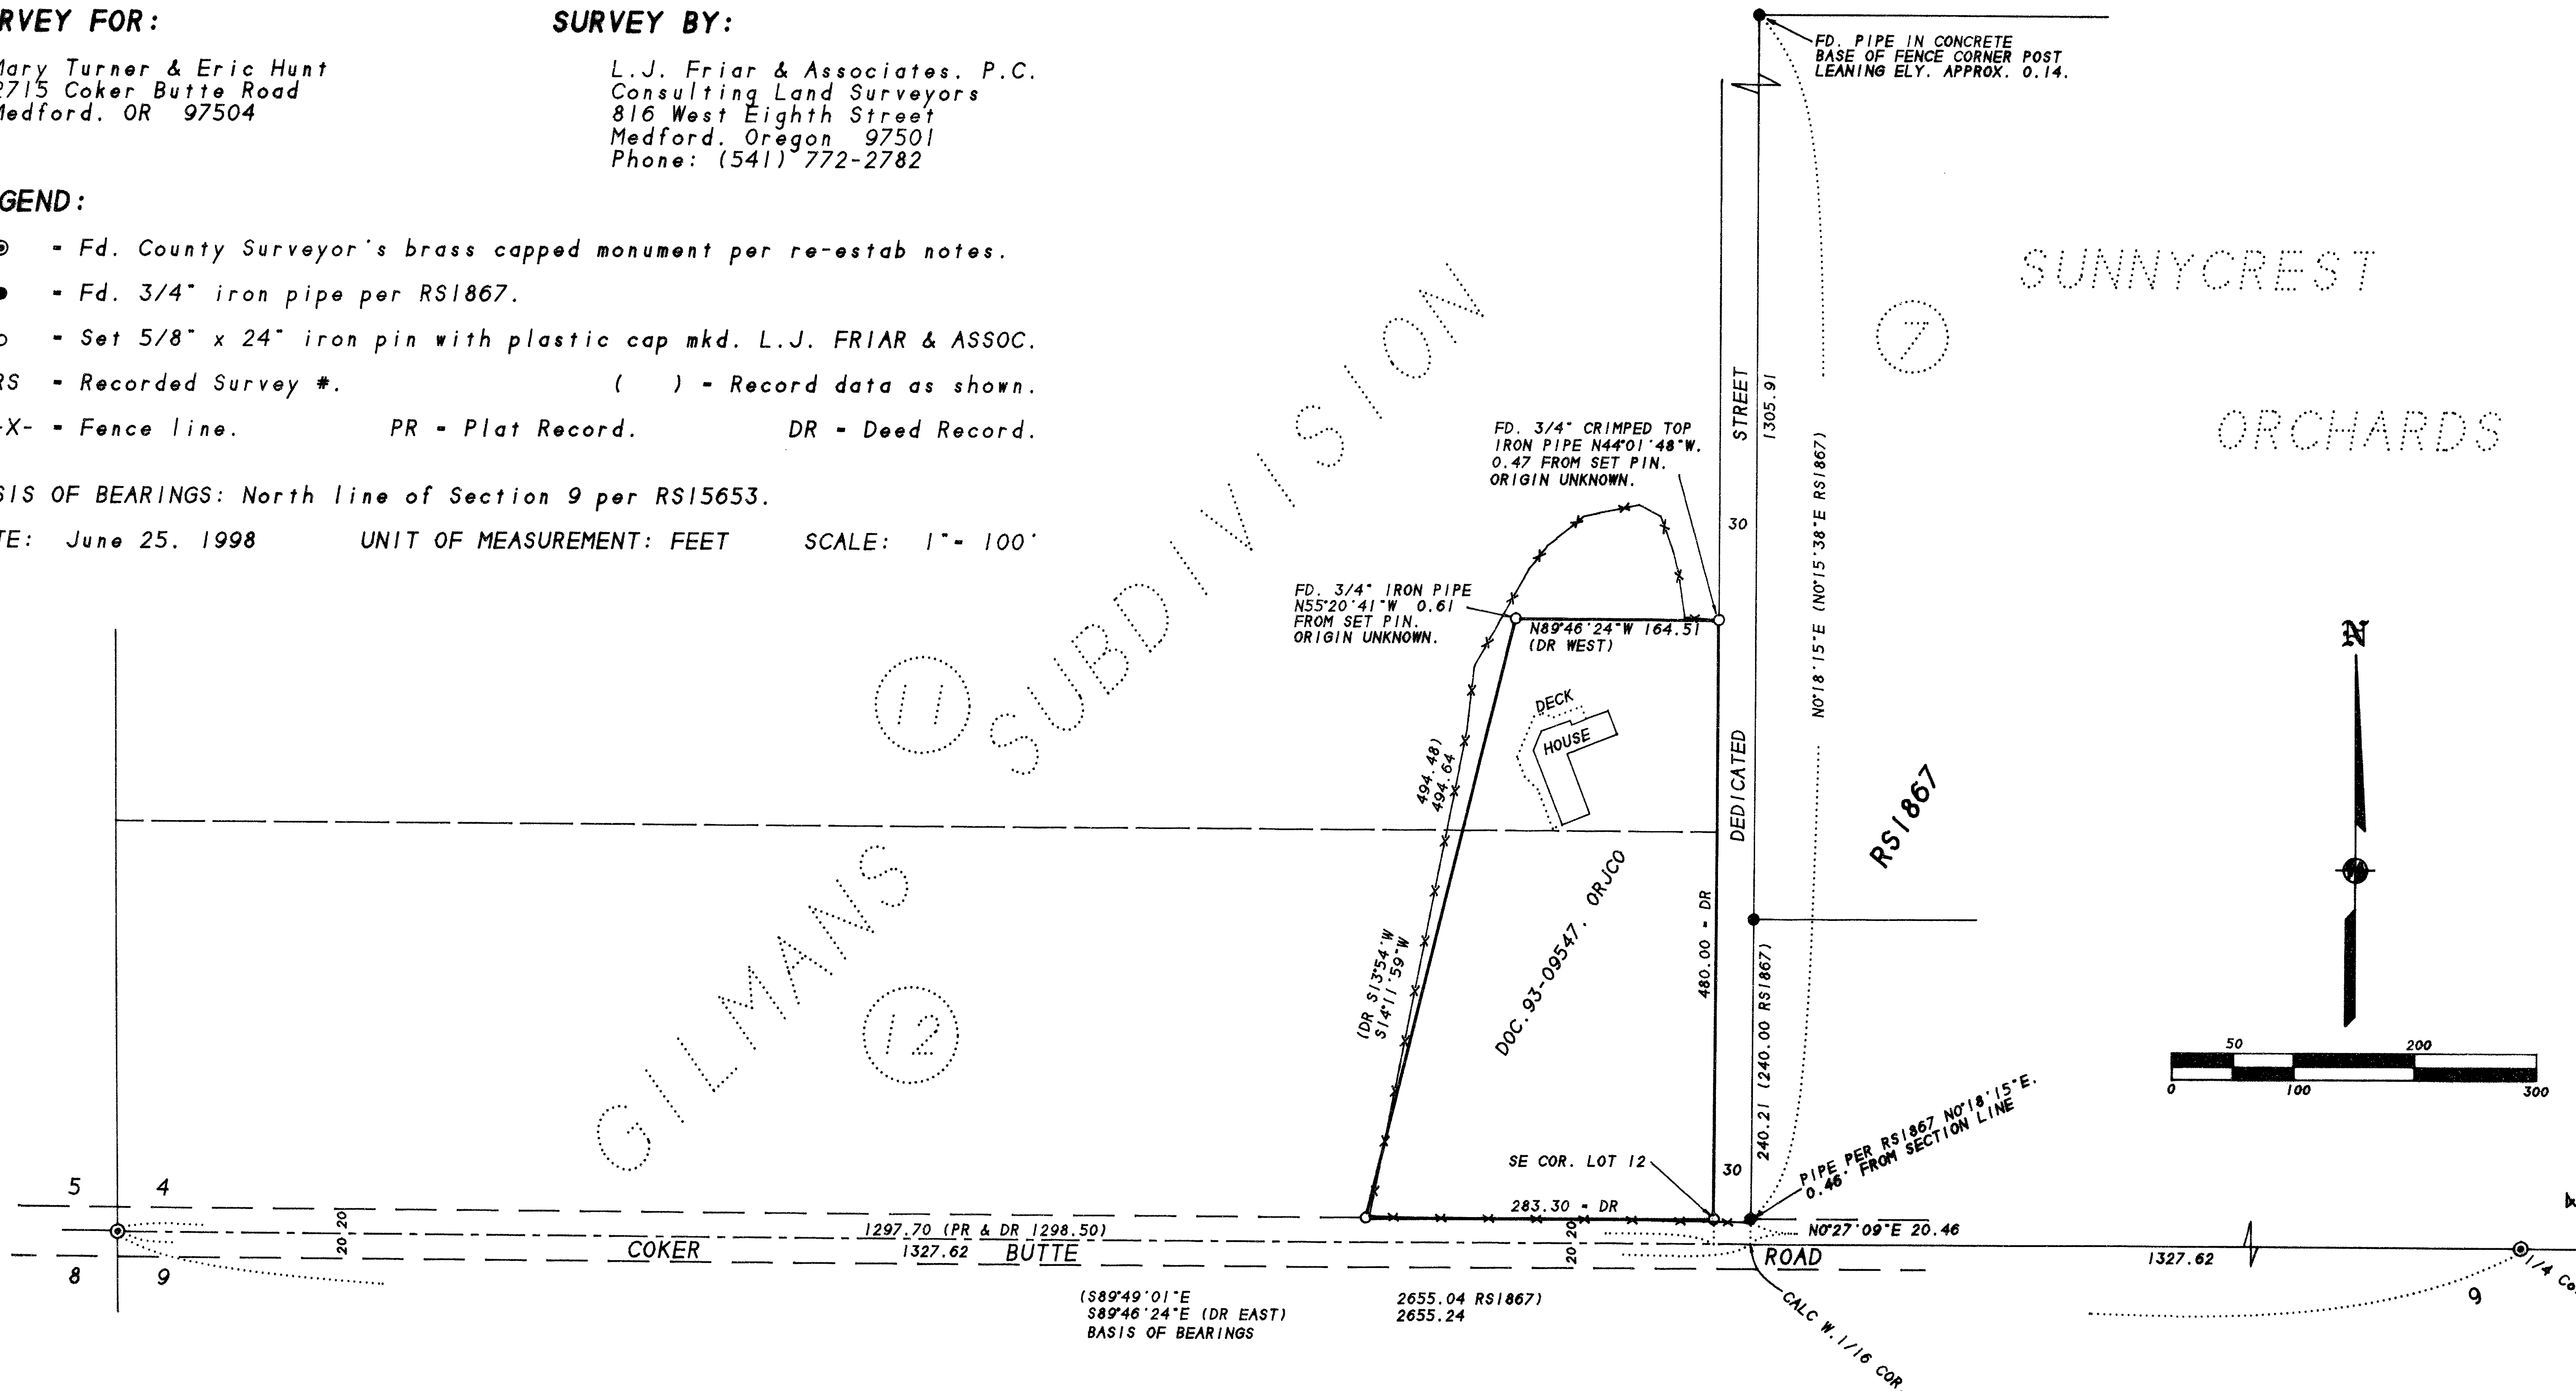 RVEY FOR:
Mary Turner & Eric Hunt
2715 Coker Butte Road
Medford, OR 97504
SURVEY BY:
L.J. Friar & Associates, P.C.
Consulting Land Surveyors
816 West Eighth Street
Medford, Oregon 97501
Phone: (541) 772-2782
GEND:
= Fd. County Surveyor's brass capped monument per re-estab notes.
= Fd. 3/4" iron pipe per RS1867.
= Set 5/8" x 24" iron pin with plastic cap mkd. L.J. FRIAR & ASSOC.
RS = Recorded Survey #. ( ) = Record data as shown.
-X- = Fence line. PR = Plat Record. DR = Deed Record.
SIS OF BEARINGS: North line of Section 9 per RS15653.
TE: June 25, 1998 UNIT OF MEASUREMENT: FEET SCALE: 1"= 100'
FD. PIPE IN CONCRETE
BASE OF FENCE CORNER POST
LEANING ELY. APPROX. 0.14.
SUNNYCREST
7
ORCHARDS
STREET
1305.91
30
N0°18'15"E (N0°15'38"E RS1867)
FD. 3/4" CRIMPED TOP
IRON PIPE N44°01'48"W,
0.47 FROM SET PIN.
ORIGIN UNKNOWN.
FD. 3/4" IRON PIPE
N55°20'41"W 0.61
FROM SET PIN.
ORIGIN UNKNOWN.
N89°46'24"W 164.51
(DR WEST)
GILMANS SUBDIVISION
11
12
DECK
HOUSE
494.48)
494.64
(DR S13°54'W
S14°11'59"W
DOC.93-09547, ORJCO
DEDICATED
480.00 = DR
240.21 (240.00 RS1867)
RS1867
N
50 200
0 100 300
PIPE PER RS1867 N0°18'15"E,
0.46' FROM SECTION LINE
SE COR. LOT 12
30
283.30 = DR
5 4
8 9
20 20
1297.70 (PR & DR 1298.50)
COKER 1327.62 BUTTE
20 20
N0°27'09"E 20.46
ROAD
1327.62
4
1/4 Co
9
CALC W.1/16 COR
(S89°49'01"E 2655.04 RS1867)
S89°46'24"E (DR EAST) 2655.24
BASIS OF BEARINGS